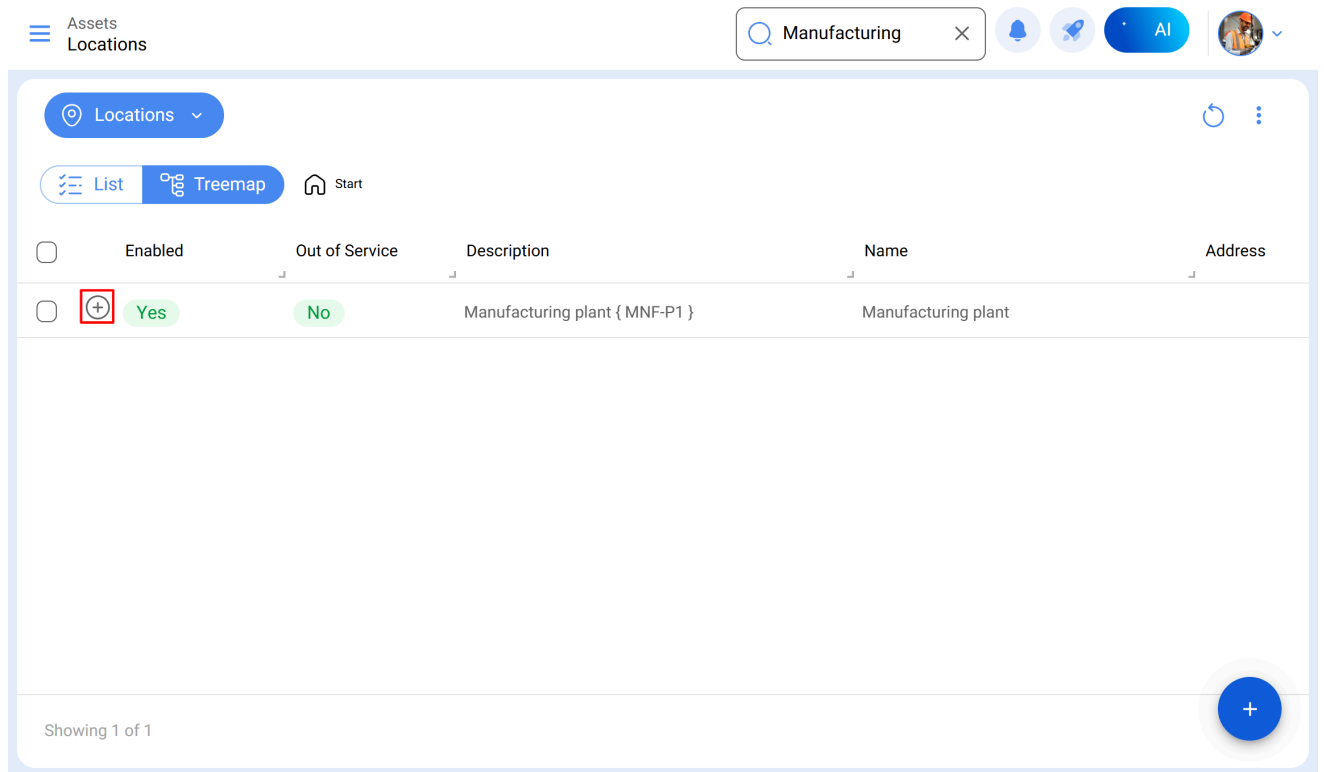 Assets
Locations
Manufacturing
AI
Locations
List
Treemap
Start
Enabled
Out of Service
Description
Name
Address
Yes
No
Manufacturing plant { MNF-P1 }
Manufacturing plant
Showing 1 of 1